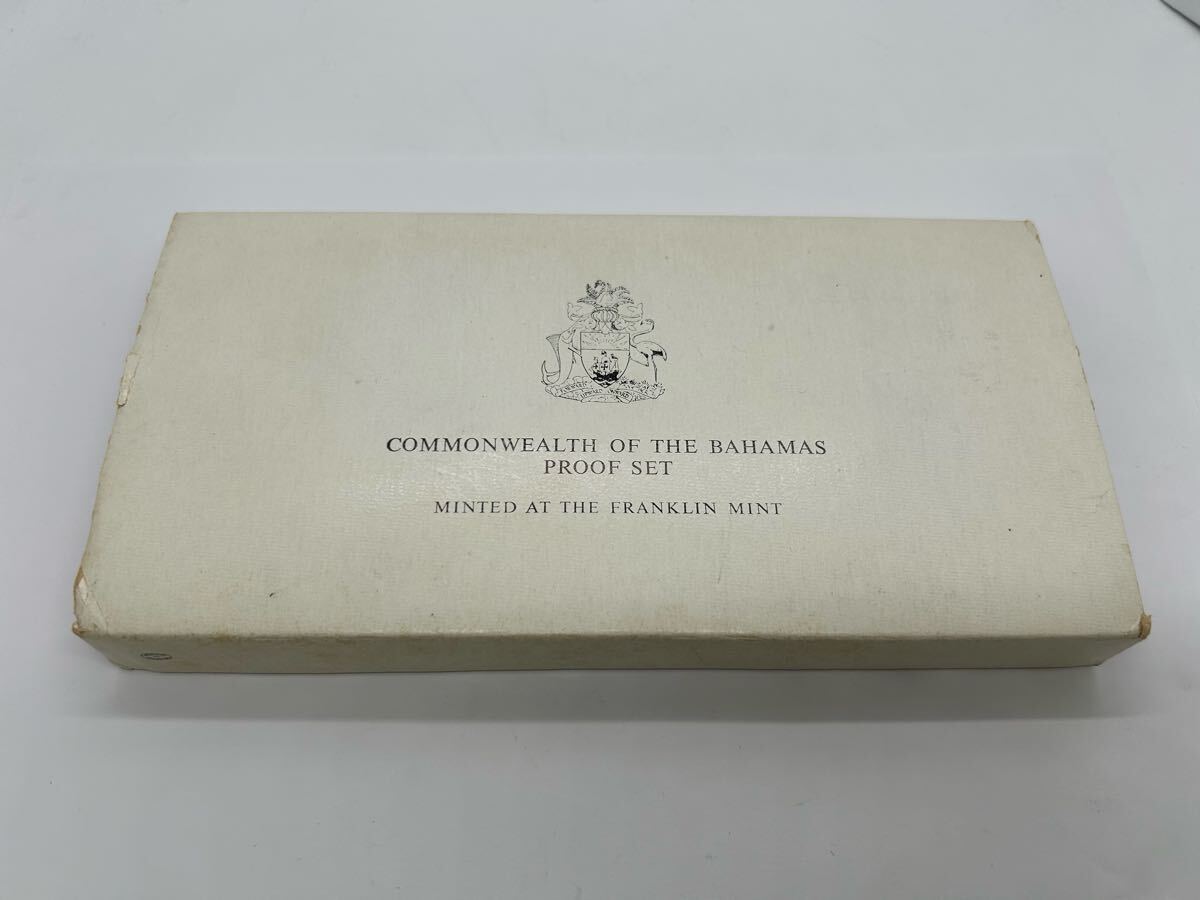 COMMONWEALTH OF THE BAHAMAS
PROOF SET
MINTED AT THE FRANKLIN MINT